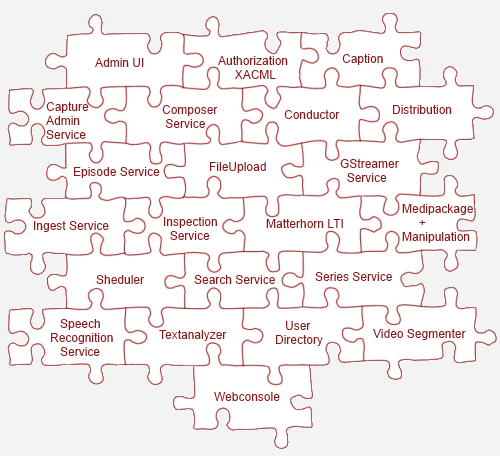 Admin UI
Authorization
XACML
Caption
Capture
Admin
Service
Composer
Service
Conductor
Distribution
Episode Service
FileUpload
GStreamer
Service
Ingest Service
Inspection
Service
Matterhorn LTI
Medipackage
+
Manipulation
Sheduler
Search Service
Series Service
Speech
Recognition
Service
Textanalyzer
User
Directory
Video Segmenter
Webconsole